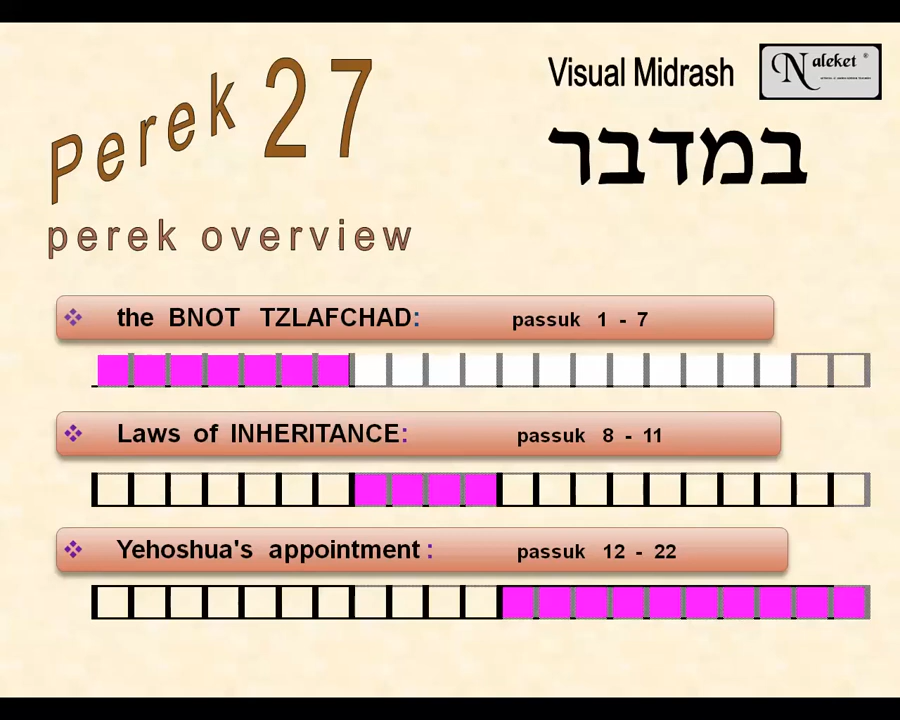 Perek 27
Visual Midrash
Naleket ®
במדבר
perek overview
the BNOT TZLAFCHAD: passuk 1 - 7
Laws of INHERITANCE: passuk 8 - 11
Yehoshua's appointment : passuk 12 - 22